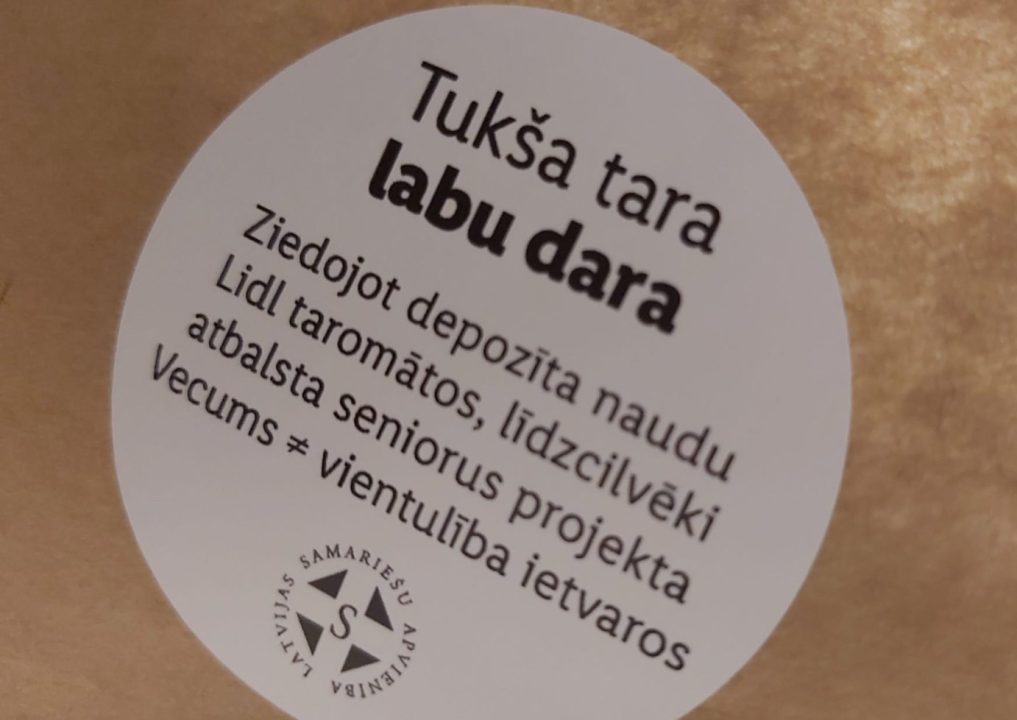 Tukša tara
labu dara
Ziedojot depozīta naudu
Lidl taromātos, līdzcilvēki
atbalsta seniorus projekta
Vecums ≠ vientulība ietvaros
LATVIJAS SAMARIEŠU APVIENĪBA
S